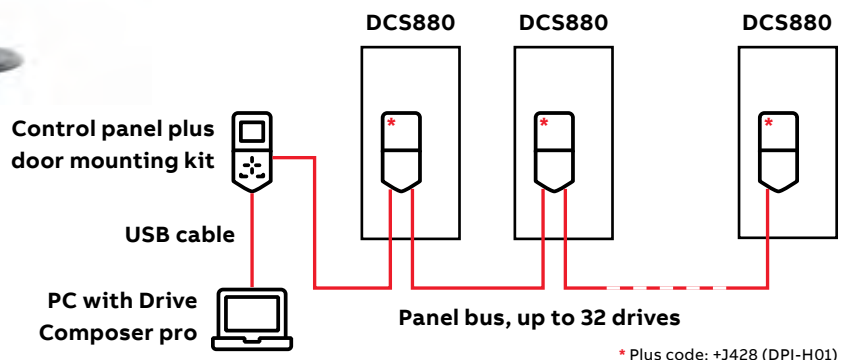 DCS880
DCS880
DCS880
*
*
*
Control panel plus
door mounting kit
USB cable
PC with Drive
Composer pro
Panel bus, up to 32 drives
* Plus code: +J428 (DPI-H01)